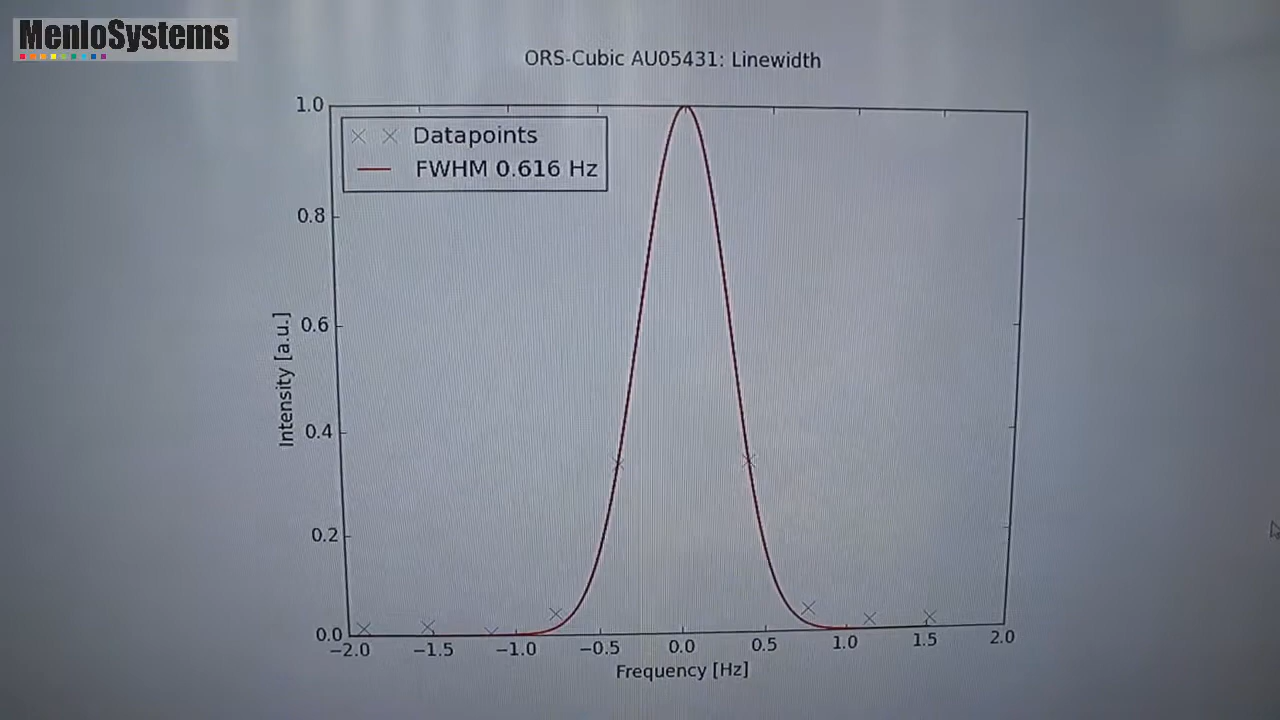 MenloSystems
ORS-Cubic AU05431: Linewidth
1.0
Datapoints
FWHM 0.616 Hz
0.8
0.6
Intensity [a.u.]
0.4
0.2
0.0
−2.0 −1.5 −1.0 −0.5 0.0 0.5 1.0 1.5 2.0
Frequency [Hz]